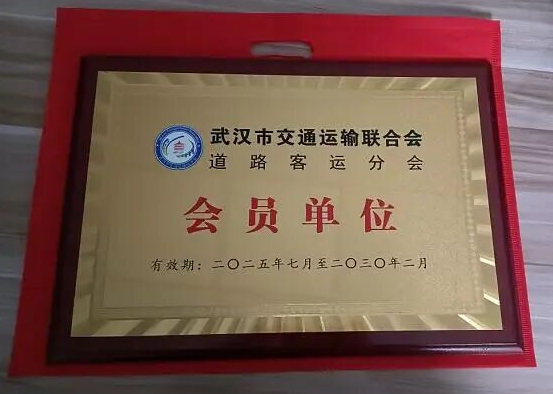 武汉市交通运输联合会
道路客运分会
会员单位
有效期：二〇二五年七月至二〇三〇年二月